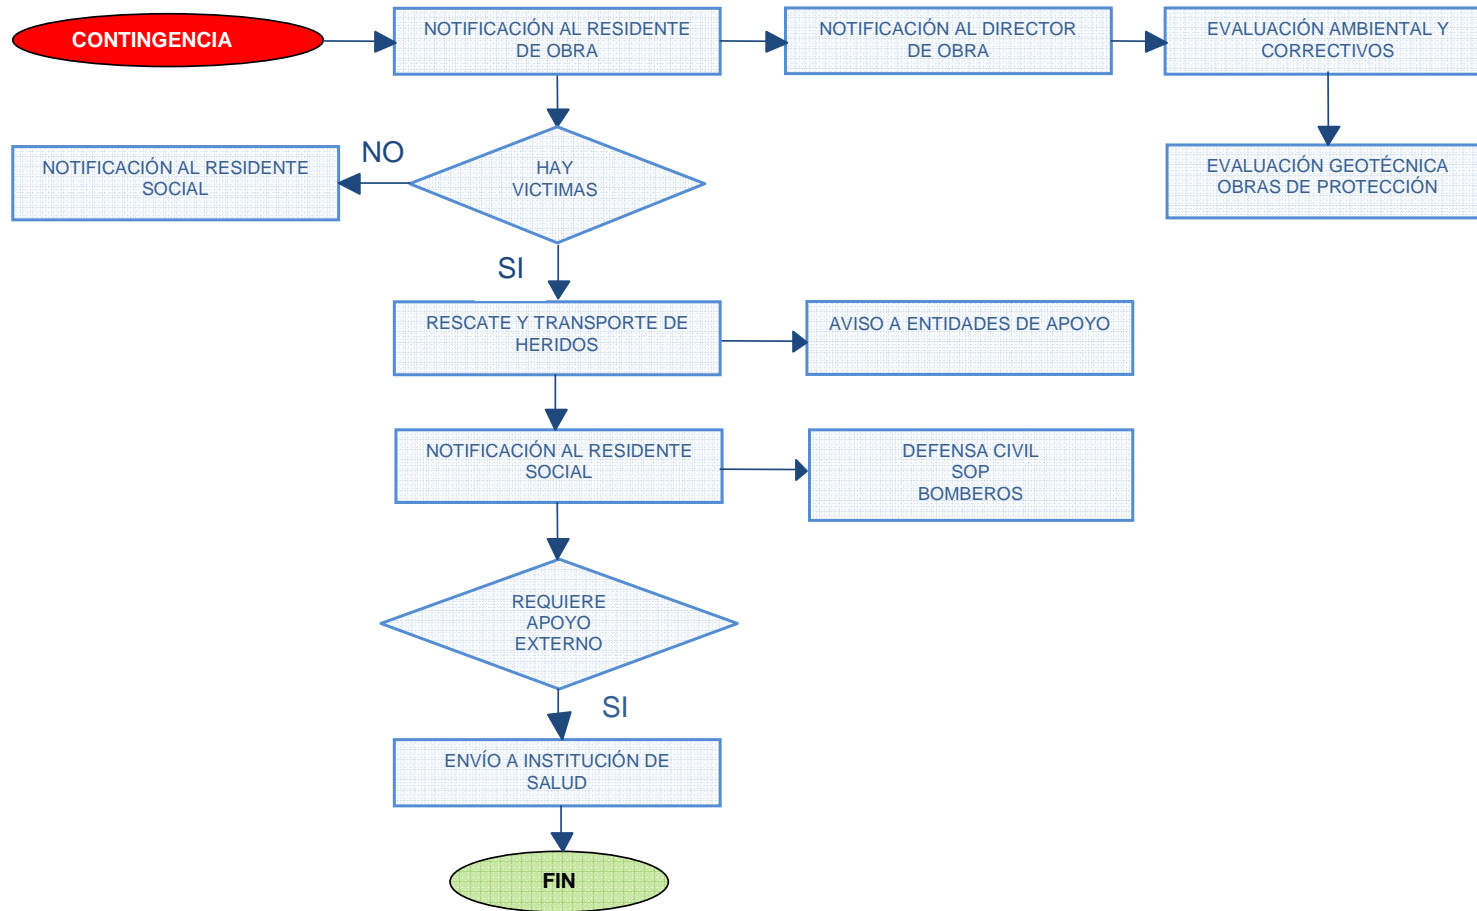 CONTINGENCIA
NOTIFICACIÓN AL RESIDENTE
DE OBRA
NOTIFICACIÓN AL DIRECTOR
DE OBRA
EVALUACIÓN AMBIENTAL Y
CORRECTIVOS
NOTIFICACIÓN AL RESIDENTE
SOCIAL
NO
HAY
VICTIMAS
EVALUACIÓN GEOTÉCNICA
OBRAS DE PROTECCIÓN
SI
RESCATE Y TRANSPORTE DE
HERIDOS
AVISO A ENTIDADES DE APOYO
NOTIFICACIÓN AL RESIDENTE
SOCIAL
DEFENSA CIVIL
SOP
BOMBEROS
REQUIERE
APOYO
EXTERNO
SI
ENVÍO A INSTITUCIÓN DE
SALUD
FIN